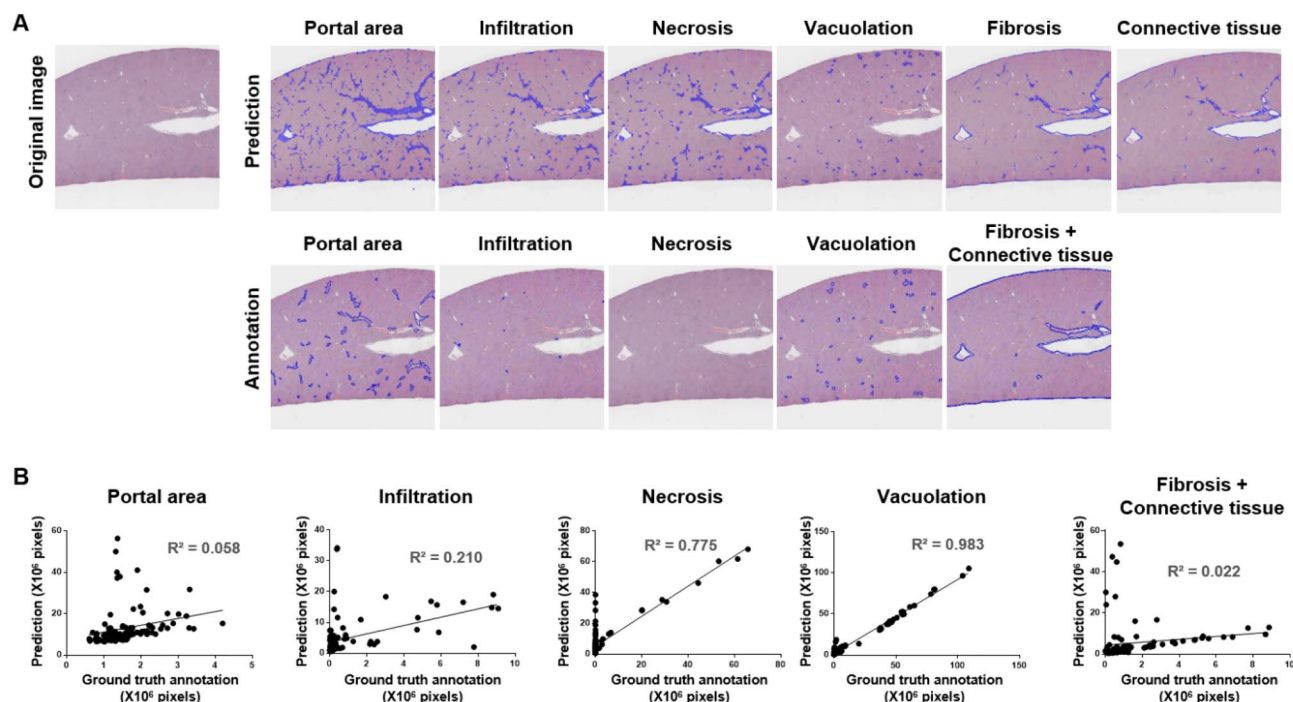 A
Portal area
Infiltration
Necrosis
Vacuolation
Fibrosis
Connective tissue
Original image
Prediction
Portal area
Infiltration
Necrosis
Vacuolation
Fibrosis +
Connective tissue
Annotation
B
Portal area
Prediction (X10⁶ pixels)
60
40
20
0
R² = 0.058
0 1 2 3 4 5
Ground truth annotation
(X10⁶ pixels)
Infiltration
Prediction (X10⁶ pixels)
40
30
20
10
0
R² = 0.210
0 2 4 6 8 10
Ground truth annotation
(X10⁶ pixels)
Necrosis
Prediction (X10⁶ pixels)
80
60
40
20
0
R² = 0.775
0 20 40 60 80
Ground truth annotation
(X10⁶ pixels)
Vacuolation
Prediction (X10⁶ pixels)
150
100
50
0
R² = 0.983
0 50 100 150
Ground truth annotation
(X10⁶ pixels)
Fibrosis +
Connective tissue
Prediction (X10⁶ pixels)
60
40
20
0
R² = 0.022
0 2 4 6 8 10
Ground truth annotation
(X10⁶ pixels)